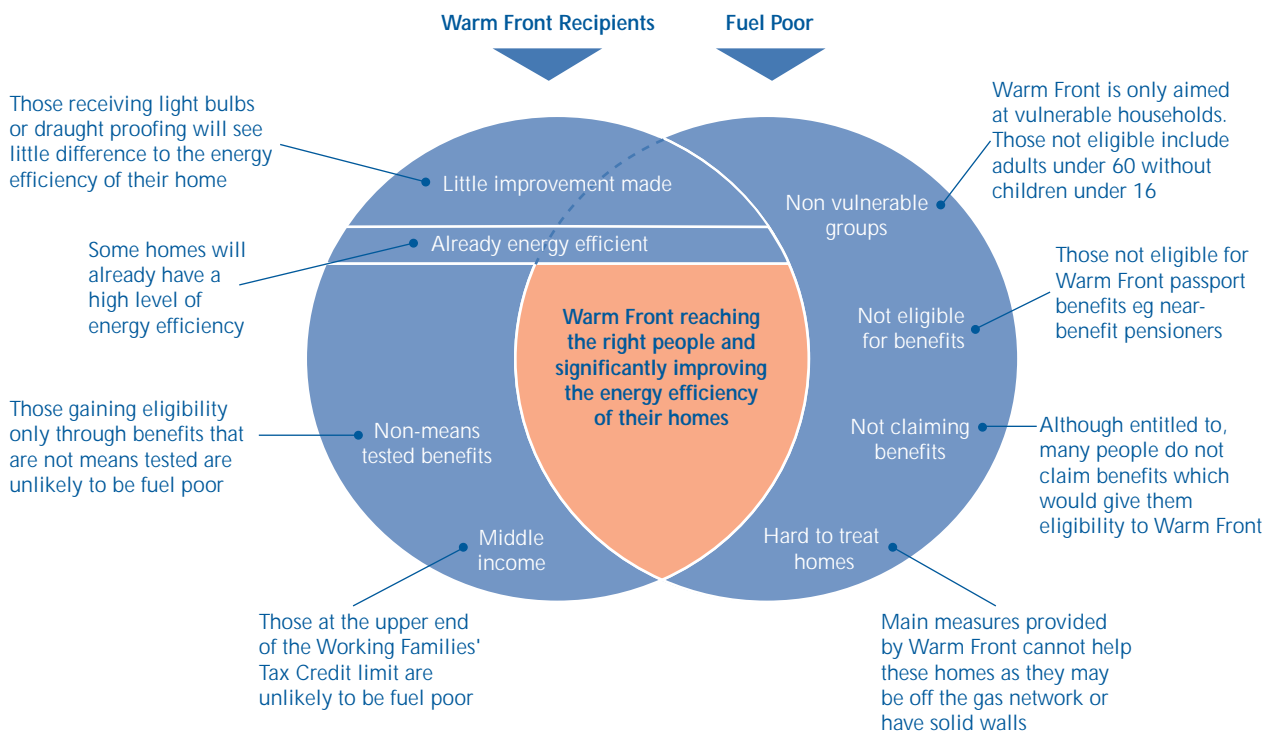 Warm Front Recipients
Fuel Poor
Those receiving light bulbs
or draught proofing will see
little difference to the energy
efficiency of their home
Some homes will
already have a
high level of
energy efficiency
Those gaining eligibility
only through benefits that
are not means tested are
unlikely to be fuel poor
Those at the upper end
of the Working Families'
Tax Credit limit are
unlikely to be fuel poor
Little improvement made
Already energy efficient
Non-means
tested benefits
Middle
income
Warm Front reaching
the right people and
significantly improving
the energy efficiency
of their homes
Non vulnerable
groups
Not eligible
for benefits
Not claiming
benefits
Hard to treat
homes
Warm Front is only aimed
at vulnerable households.
Those not eligible include
adults under 60 without
children under 16
Those not eligible for
Warm Front passport
benefits eg near-
benefit pensioners
Although entitled to,
many people do not
claim benefits which
would give them
eligibility to Warm Front
Main measures provided
by Warm Front cannot help
these homes as they may
be off the gas network or
have solid walls